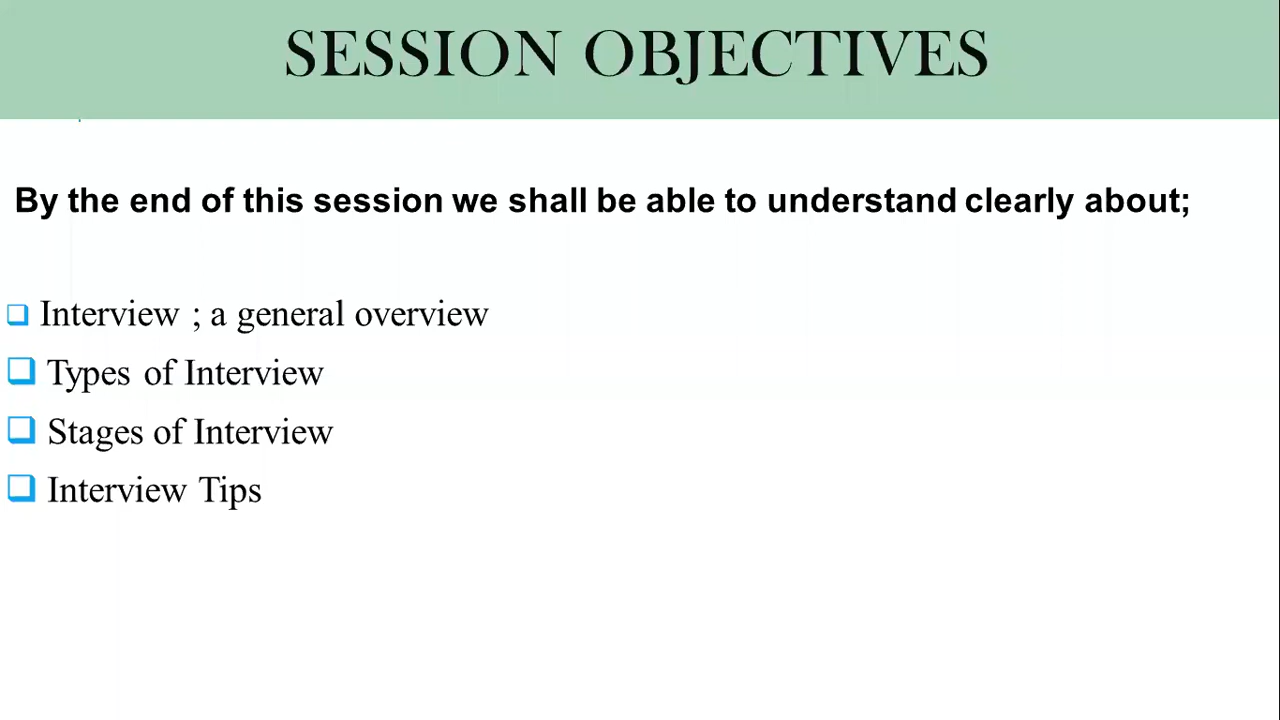 SESSION OBJECTIVES
By the end of this session we shall be able to understand clearly about;
Interview ; a general overview
Types of Interview
Stages of Interview
Interview Tips